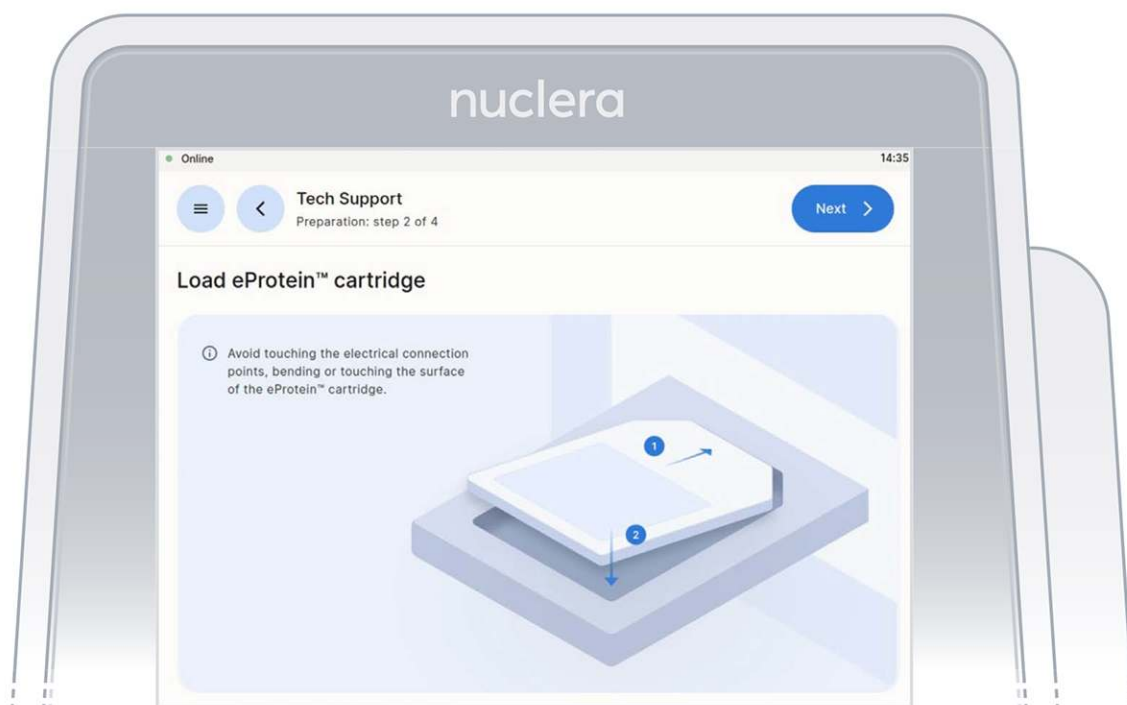 nuclera
Online
14:35
Tech Support
Preparation: step 2 of 4
Next
Load eProtein™ cartridge
Avoid touching the electrical connection
points, bending or touching the surface
of the eProtein™ cartridge.
1
2